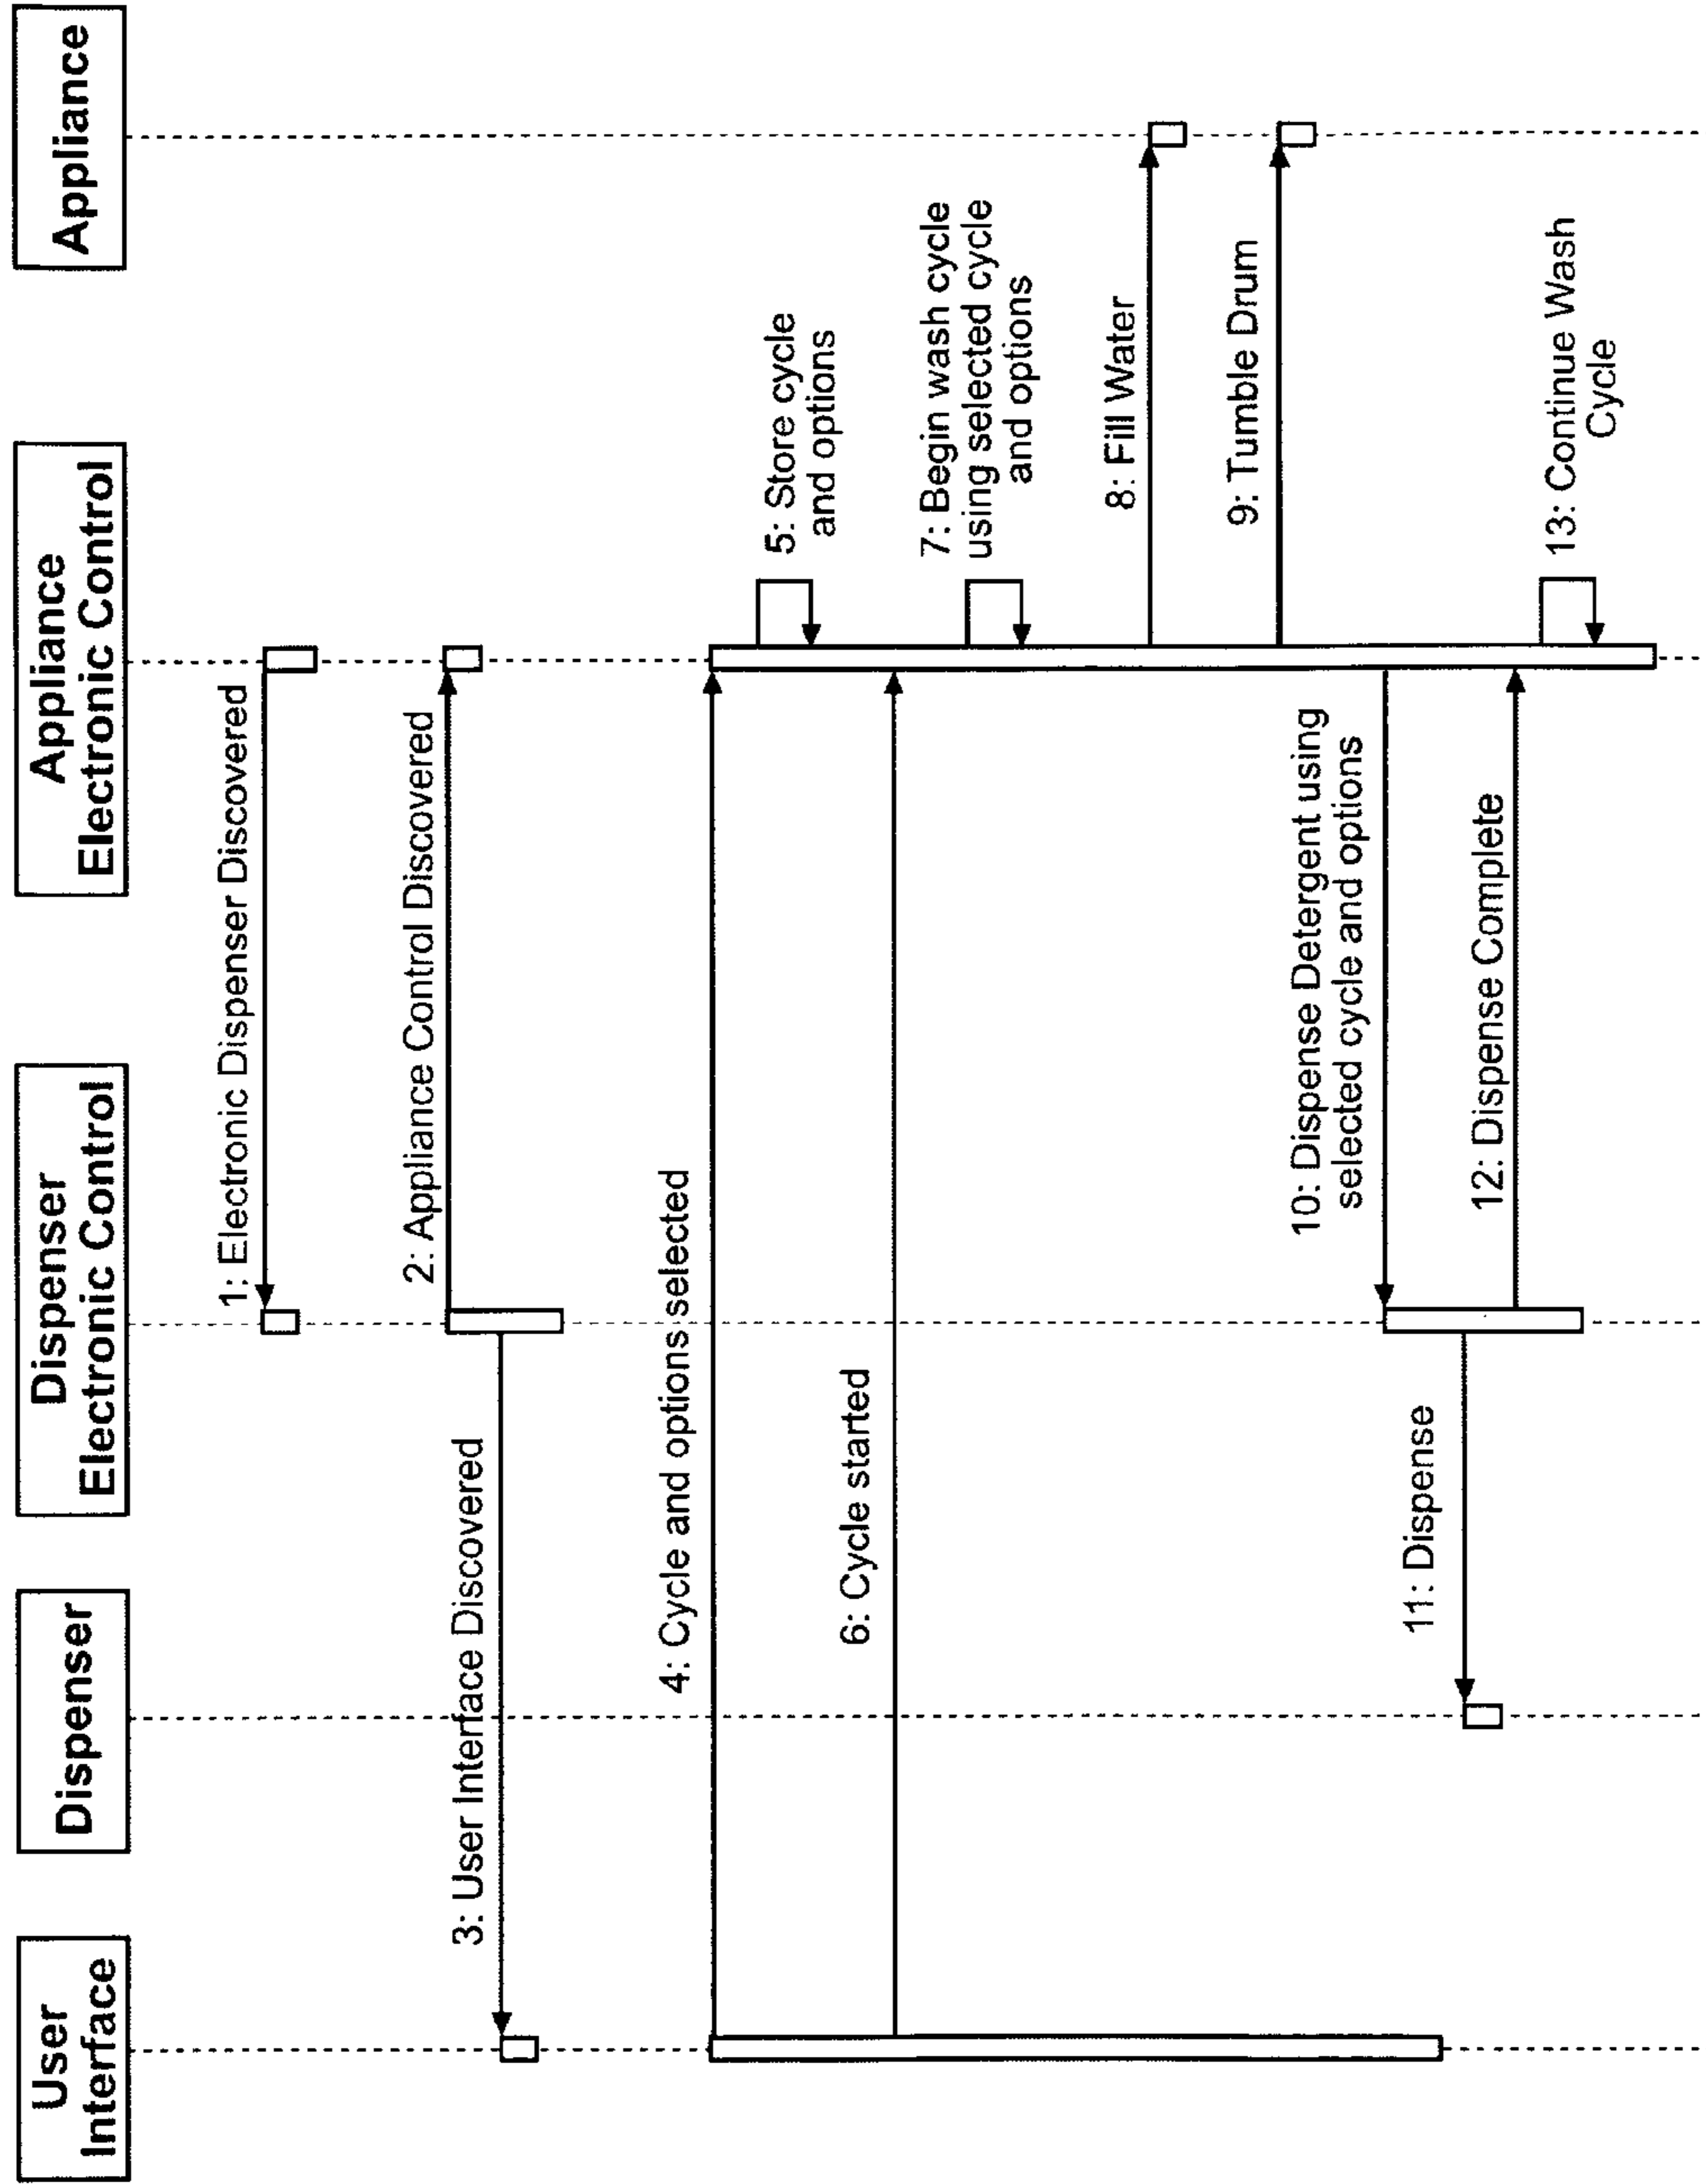 User
Interface
Dispenser
Dispenser
Electronic Control
Appliance
Electronic Control
Appliance
1: Electronic Dispenser Discovered
2: Appliance Control Discovered
3: User Interface Discovered
4: Cycle and options selected
5: Store cycle
and options
6: Cycle started
7: Begin wash cycle
using selected cycle
and options
8: Fill Water
9: Tumble Drum
10: Dispense Detergent using
selected cycle and options
11: Dispense
12: Dispense Complete
13: Continue Wash
Cycle